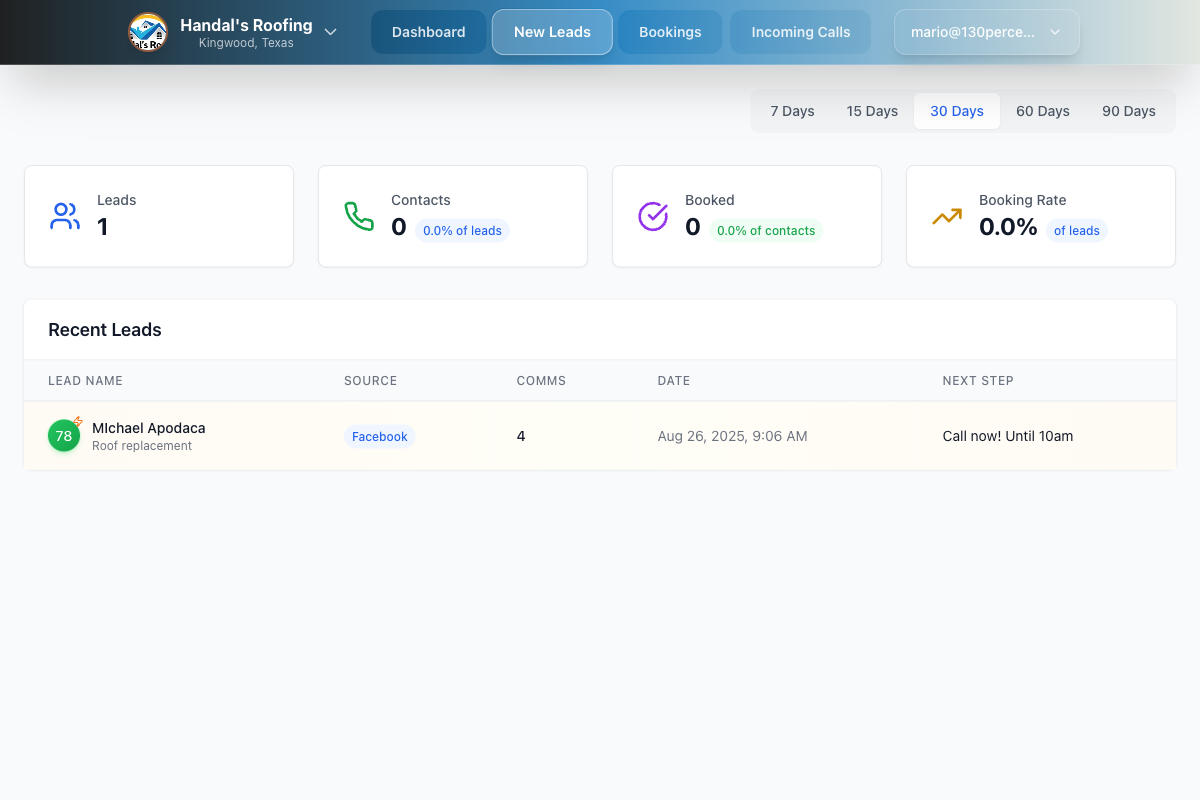 Handal's Roofing
Kingwood, Texas
Dashboard
New Leads
Bookings
Incoming Calls
mario@130perce...
7 Days
15 Days
30 Days
60 Days
90 Days
Leads
1
Contacts
0 0.0% of leads
Booked
0 0.0% of contacts
Booking Rate
0.0% of leads
Recent Leads
LEAD NAME SOURCE COMMS DATE NEXT STEP
78
MIchael Apodaca
Roof replacement
Facebook
4
Aug 26, 2025, 9:06 AM
Call now! Until 10am